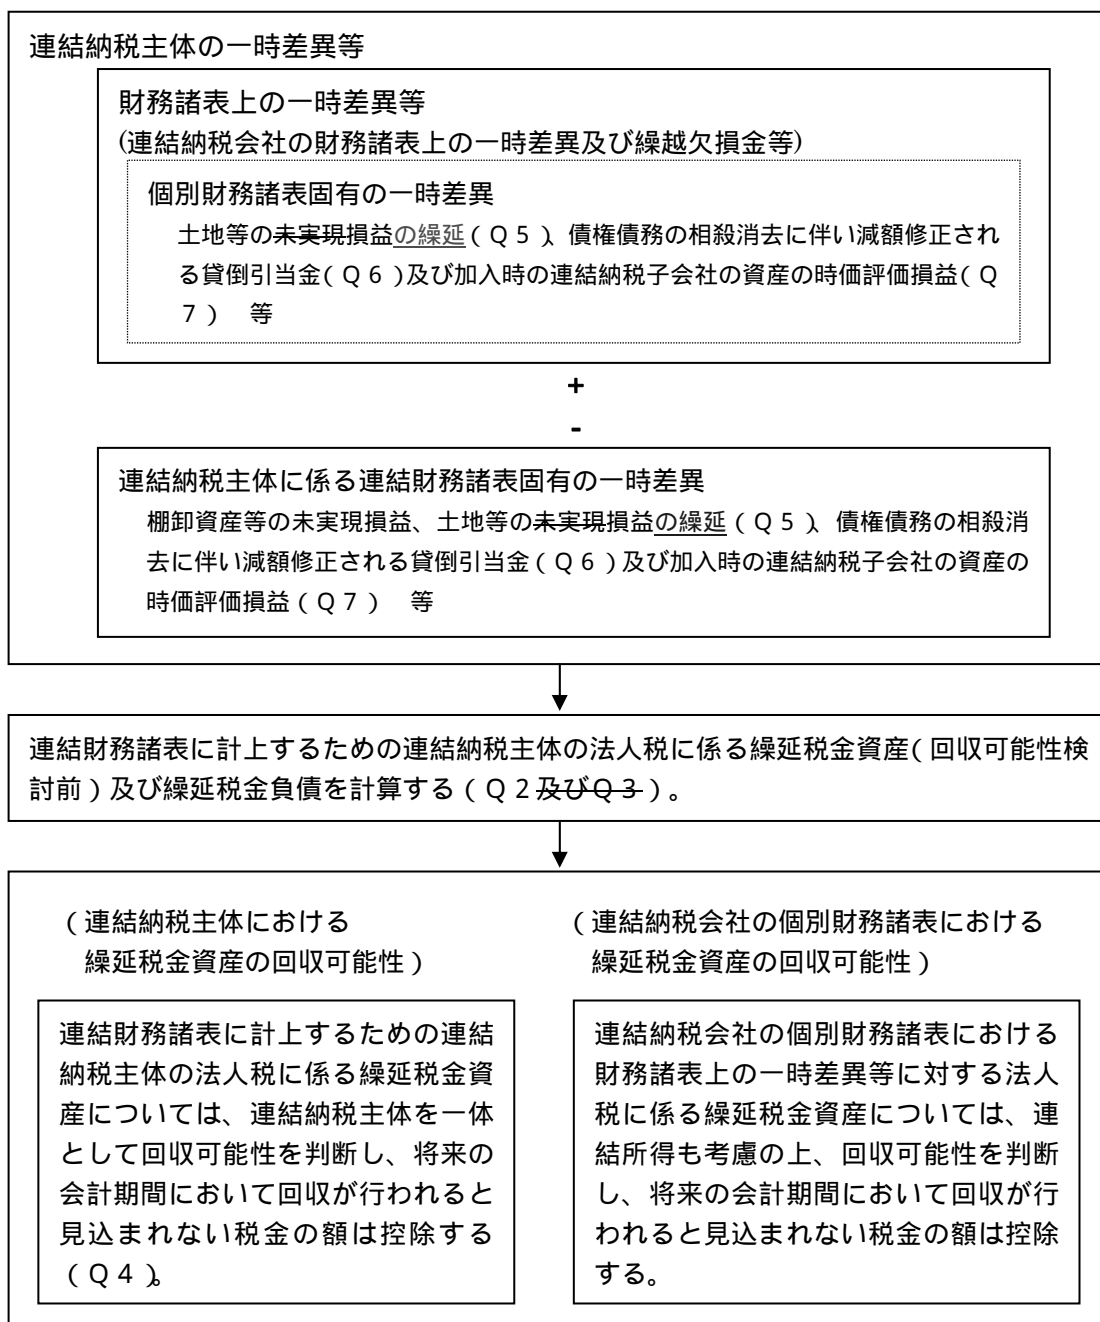 連結納税主体の一時差異等
財務諸表上の一時差異等
(連結納税会社の財務諸表上の一時差異及び繰越欠損金等)
個別財務諸表固有の一時差異
土地等の未実現損益の繰延(Q5)、債権債務の相殺消去に伴い減額修正され
る貸倒引当金(Q6)及び加入時の連結納税子会社の資産の時価評価損益(Q
7) 等
+
-
連結納税主体に係る連結財務諸表固有の一時差異
棚卸資産等の未実現損益、土地等の未実現損益の繰延(Q5)、債権債務の相殺消
去に伴い減額修正される貸倒引当金(Q6)及び加入時の連結納税子会社の資産の
時価評価損益(Q7) 等
連結財務諸表に計上するための連結納税主体の法人税に係る繰延税金資産(回収可能性検
討前)及び繰延税金負債を計算する(Q2及びQ3)。
(連結納税主体における
繰延税金資産の回収可能性)
連結財務諸表に計上するための連結
納税主体の法人税に係る繰延税金資
産については、連結納税主体を一体
として回収可能性を判断し、将来の
会計期間において回収が行われると
見込まれない税金の額は控除する
(Q4)。
(連結納税会社の個別財務諸表における
繰延税金資産の回収可能性)
連結納税会社の個別財務諸表における
財務諸表上の一時差異等に対する法人
税に係る繰延税金資産については、連
結所得も考慮の上、回収可能性を判断
し、将来の会計期間において回収が行
われると見込まれない税金の額は控除
する。